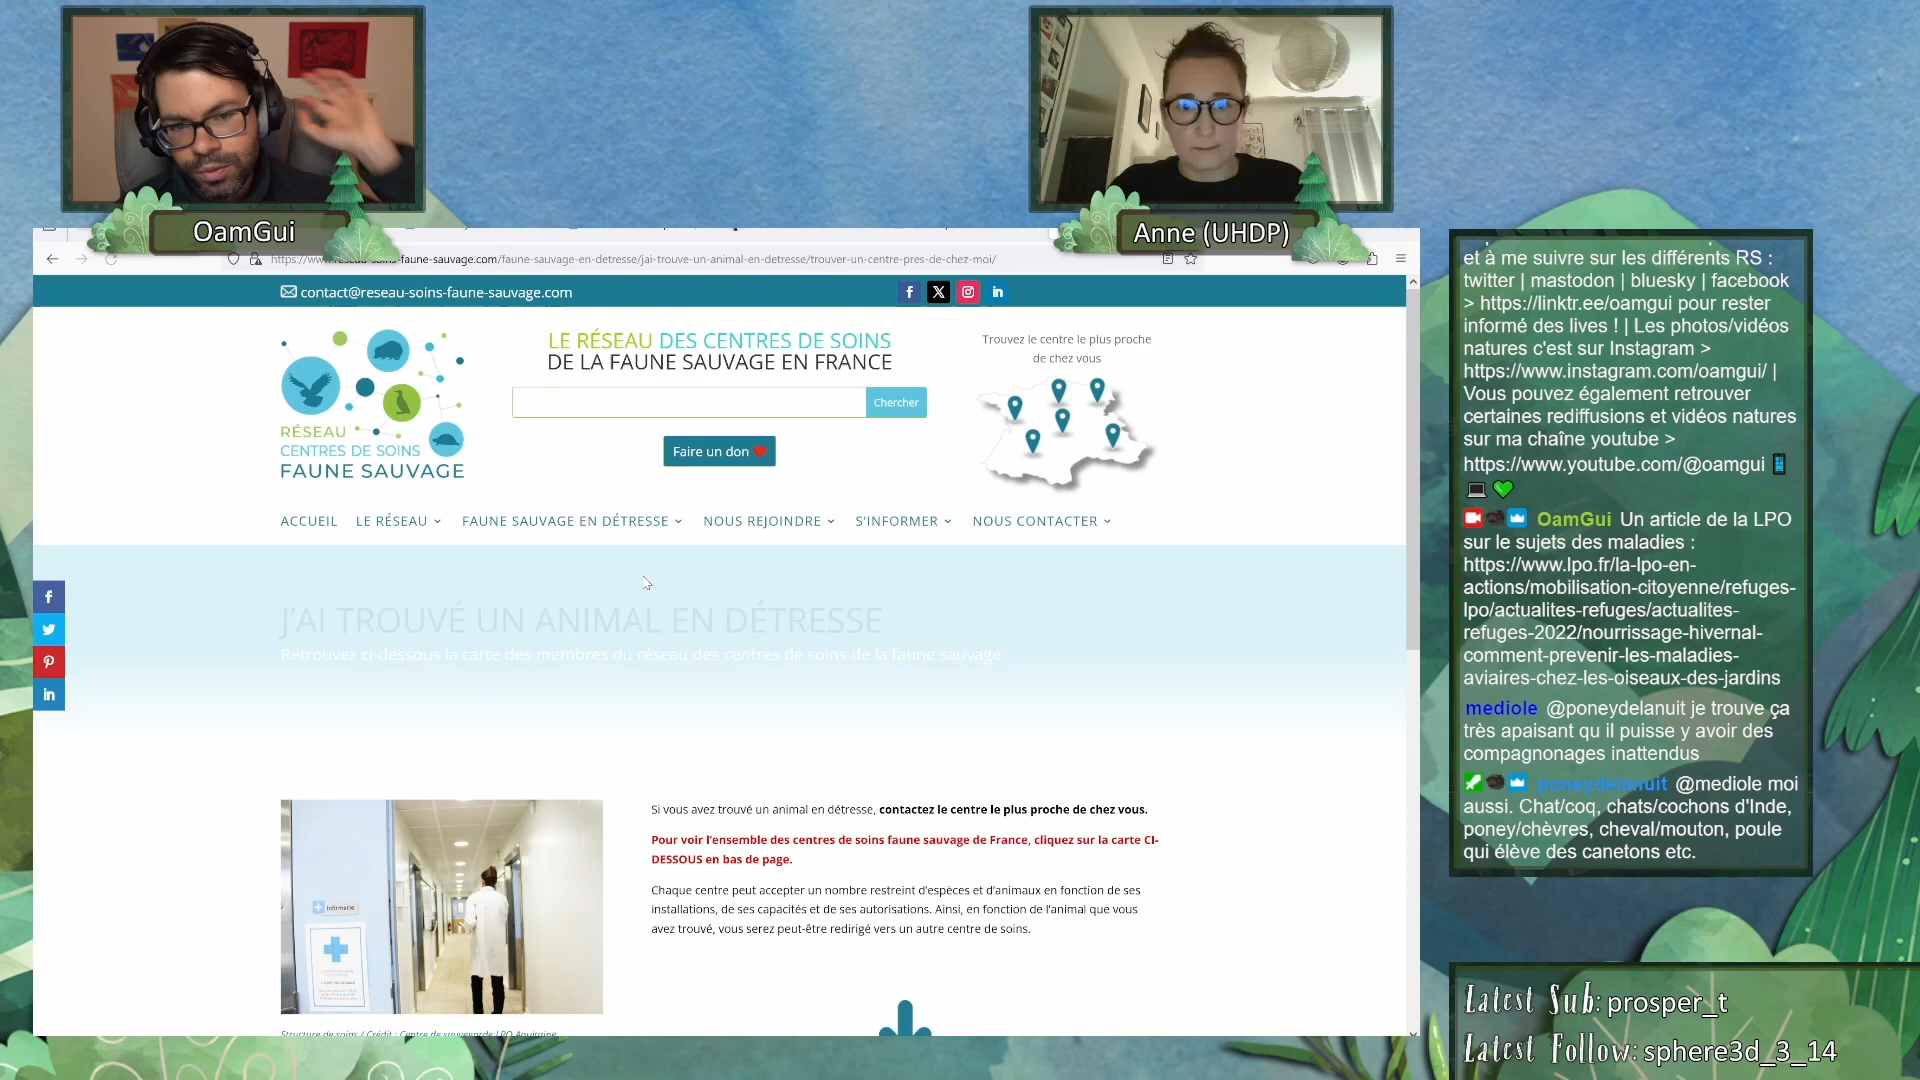 OamGui
Anne (UHDP)
faune-sauvage.com/faune-sauvage-en-detresse/jai-trouve-un-animal-en-detresse/trouver-un-centre-pres-de-chez-moi/
contact@reseau-soins-faune-sauvage.com
RÉSEAU
CENTRES DE SOINS
FAUNE SAUVAGE
LE RÉSEAU DES CENTRES DE SOINS
DE LA FAUNE SAUVAGE EN FRANCE
Chercher
Faire un don
Trouvez le centre le plus proche
de chez vous
ACCUEIL LE RÉSEAU FAUNE SAUVAGE EN DÉTRESSE NOUS REJOINDRE S'INFORMER NOUS CONTACTER
J'AI TROUVÉ UN ANIMAL EN DÉTRESSE
Retrouvez ci-dessous la carte des membres du réseau des centres de soins de la faune sauvage
Infirmerie
Structure de soins / Crédit : Centre de sauvegarde LPO Aquitaine
Si vous avez trouvé un animal en détresse, contactez le centre le plus proche de chez vous.
Pour voir l'ensemble des centres de soins faune sauvage de France, cliquez sur la carte CI-
DESSOUS en bas de page.
Chaque centre peut accepter un nombre restreint d'espèces et d'animaux en fonction de ses
installations, de ses capacités et de ses autorisations. Ainsi, en fonction de l'animal que vous
avez trouvé, vous serez peut-être redirigé vers un autre centre de soins.
et à me suivre sur les différents RS :
twitter | mastodon | bluesky | facebook
> https://linktr.ee/oamgui pour rester
informé des lives ! | Les photos/vidéos
natures c'est sur Instagram >
https://www.instagram.com/oamgui/ |
Vous pouvez également retrouver
certaines rediffusions et vidéos natures
sur ma chaîne youtube >
https://www.youtube.com/@oamgui
OamGui Un article de la LPO
sur le sujets des maladies :
https://www.lpo.fr/la-lpo-en-
actions/mobilisation-citoyenne/refuges-
lpo/actualites-refuges/actualites-
refuges-2022/nourrissage-hivernal-
comment-prevenir-les-maladies-
aviaires-chez-les-oiseaux-des-jardins
mediole @poneydelanuit je trouve ça
très apaisant qu il puisse y avoir des
compagnonages inattendus
poneydelanuit @mediole moi
aussi. Chat/coq, chats/cochons d'Inde,
poney/chèvres, cheval/mouton, poule
qui élève des canetons etc.
Latest Sub: prosper_t
Latest Follow: sphere3d_3_14